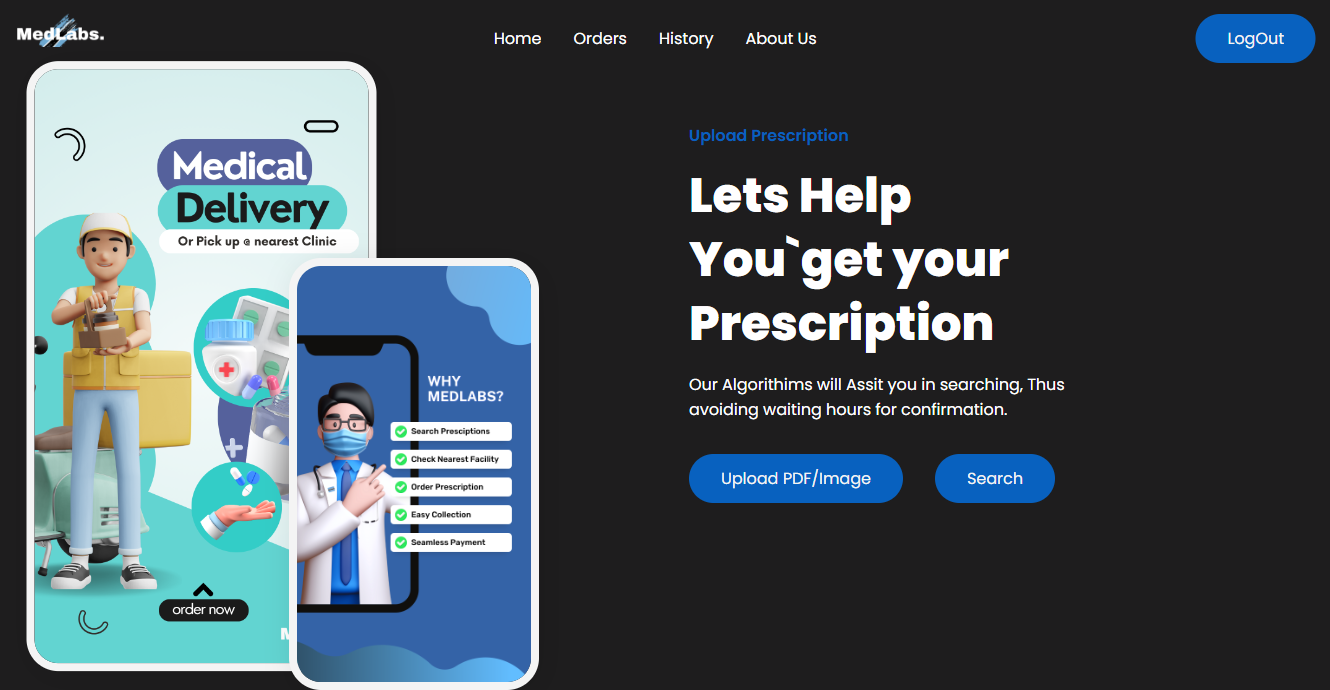 MedLabs.
Home
Orders
History
About Us
LogOut
Medical
Delivery
Or Pick up @ nearest Clinic
order now
WHY
MEDLABS?
Search Presciptions
Check Nearest Facility
Order Prescription
Easy Collection
Seamless Payment
Upload Prescription
Lets Help
You`get your
Prescription
Our Algorithims will Assit you in searching, Thus
avoiding waiting hours for confirmation.
Upload PDF/Image
Search